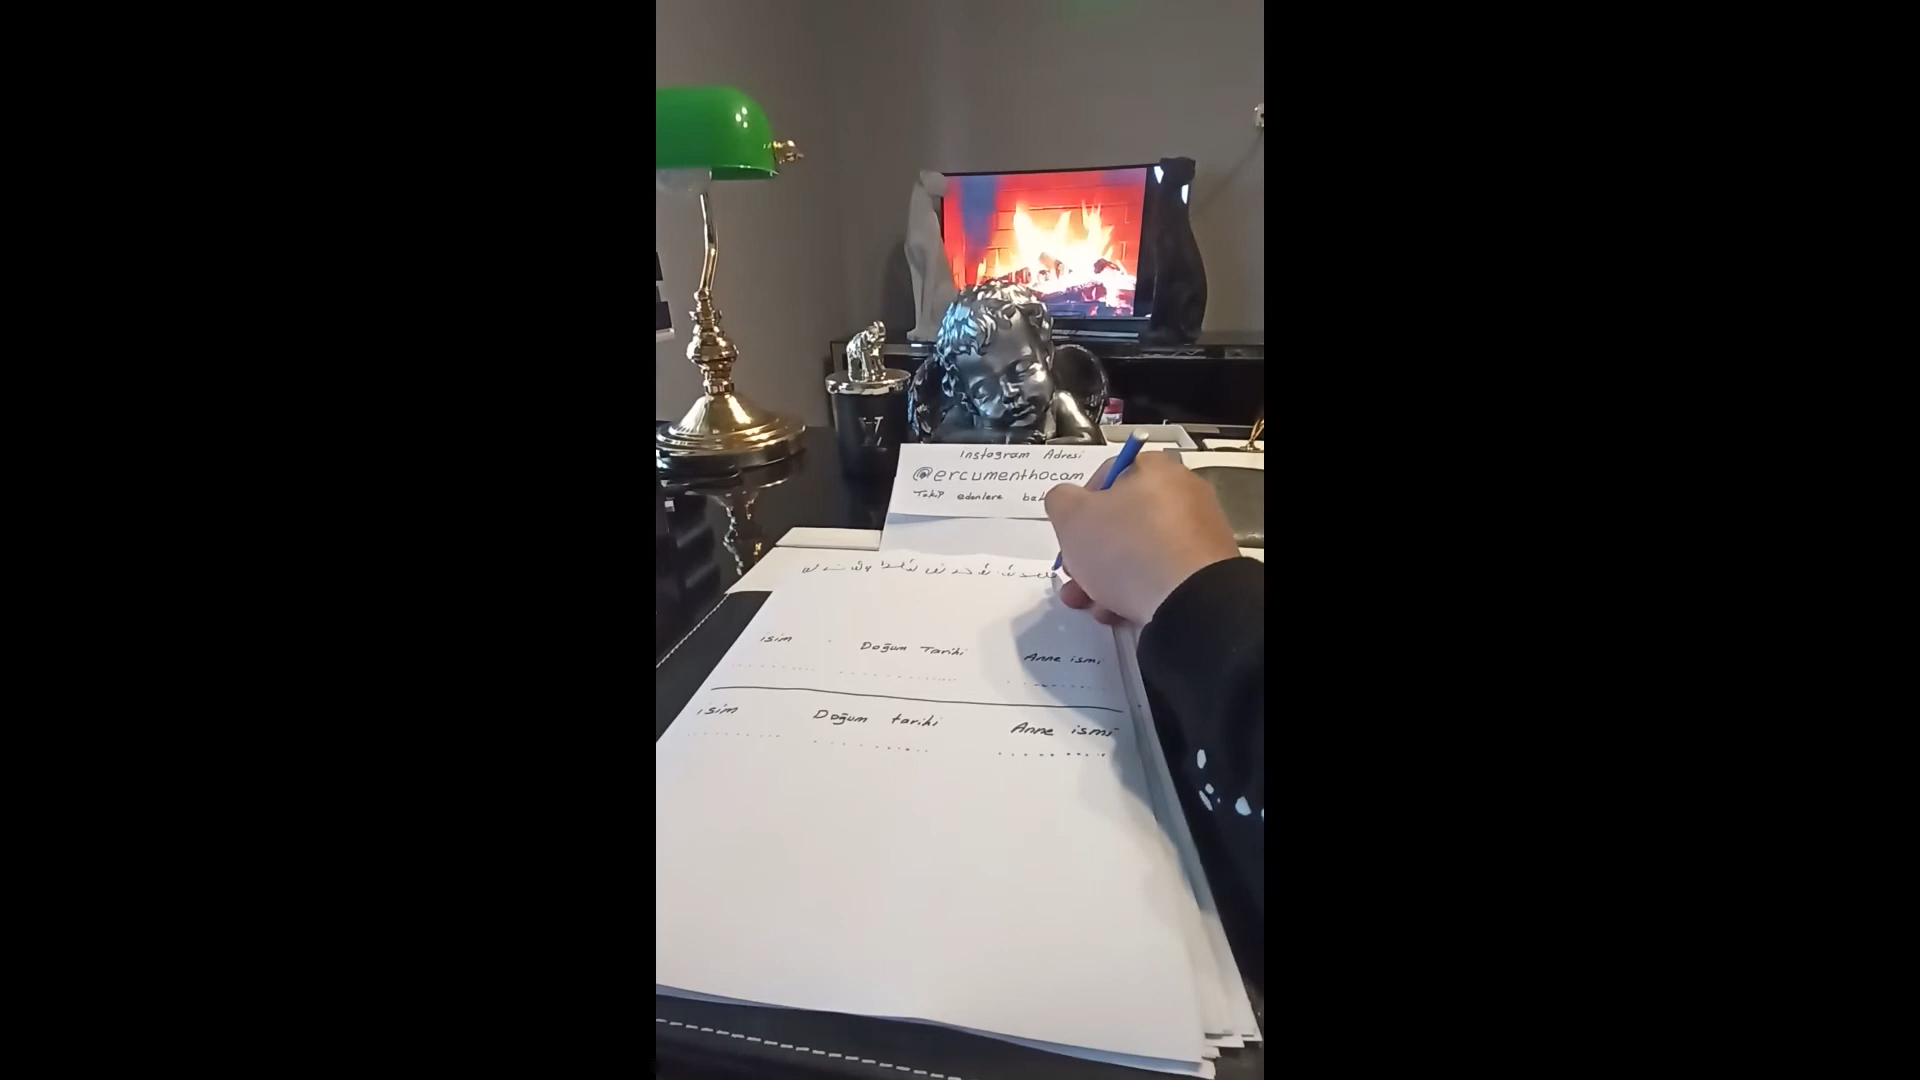 Instagram Adresi
@ercumenthocam
Takip edenlere
isim Doğum Tarihi Anne ismi
isim Doğum tarihi Anne ismi